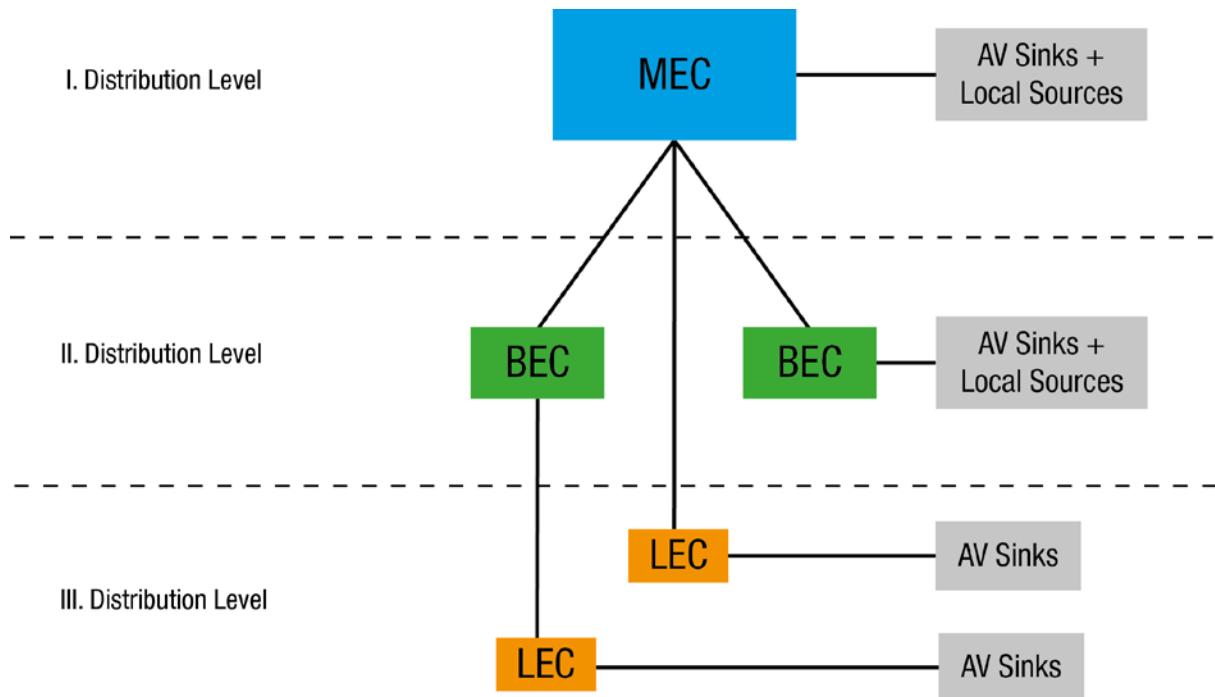 I. Distribution Level
MEC
AV Sinks +
Local Sources
II. Distribution Level
BEC
BEC
AV Sinks +
Local Sources
III. Distribution Level
LEC
AV Sinks
LEC
AV Sinks